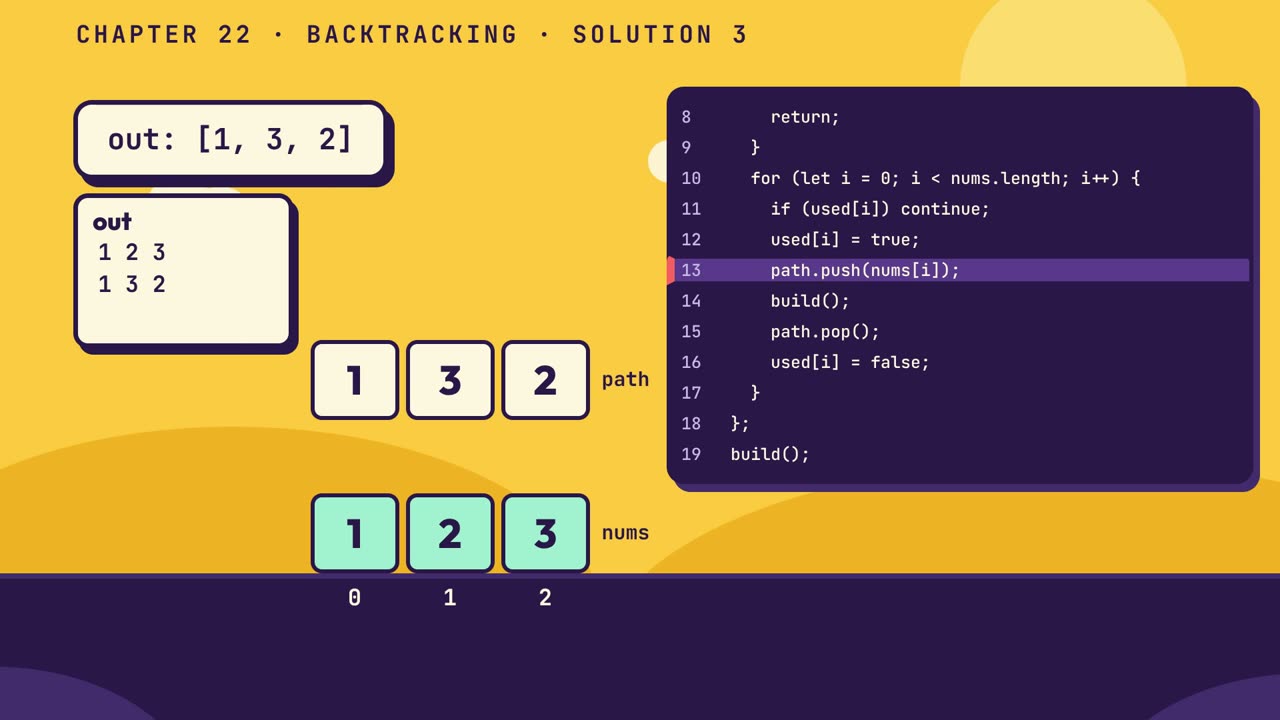 CHAPTER 22 · BACKTRACKING · SOLUTION 3
out: [1, 3, 2]
out
1 2 3
1 3 2
1 3 2 path
1 2 3 nums
0 1 2
8 return;
9 }
10 for (let i = 0; i < nums.length; i++) {
11 if (used[i]) continue;
12 used[i] = true;
13 path.push(nums[i]);
14 build();
15 path.pop();
16 used[i] = false;
17 }
18 };
19 build();